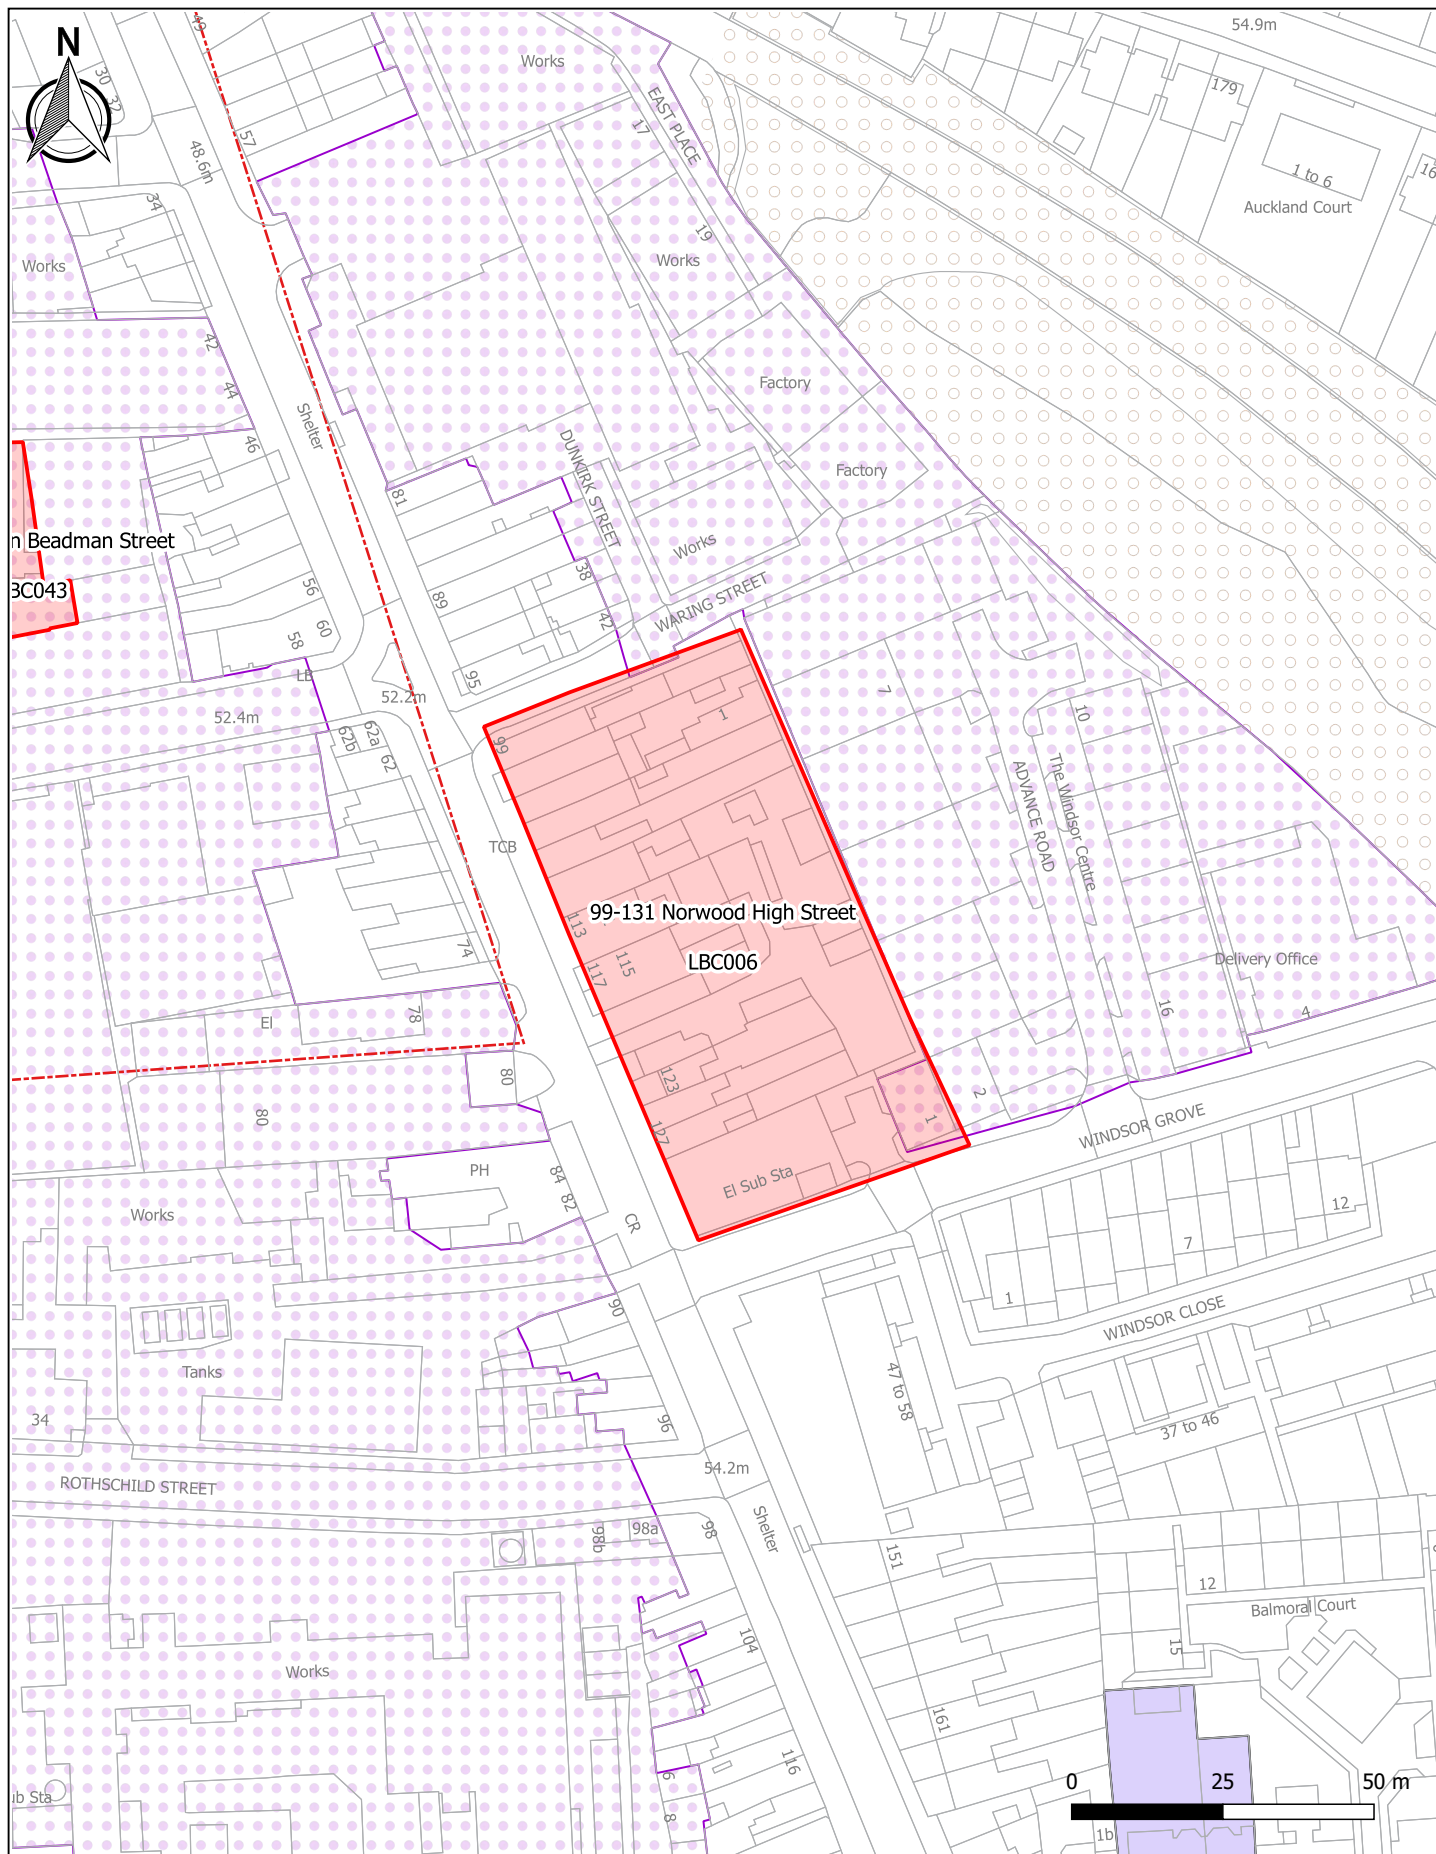 54.9m
49
N
Works
30
32
EAST PLACE
179
17
57
48.6m
1 to 6
16
34
Auckland Court
19
Works
Works
42
Factory
44
Shelter
46
DUNKIRK STREET
Factory
81
n Beadman Street
Works
38
56
BC043
89
WARING STREET
42
60
58
LB
95
52.2m
7
52.4m
1
10
62b
62a
62
99
ADVANCE ROAD
The Windsor Centre
TCB
99-131 Norwood High Street
113
74
115
LBC006
117
Delivery Office
16
78
El
4
80
123
2
80
1
127
WINDSOR GROVE
PH
84
82
El Sub Sta
12
Works
CR
7
1
90
WINDSOR CLOSE
Tanks
47 to 58
34
96
37 to 46
54.2m
ROTHSCHILD STREET
Shelter
98b
98a
98
151
12
Balmoral Court
104
15
Works
161
116
6
0 25 50 m
ub Sta
8
1b